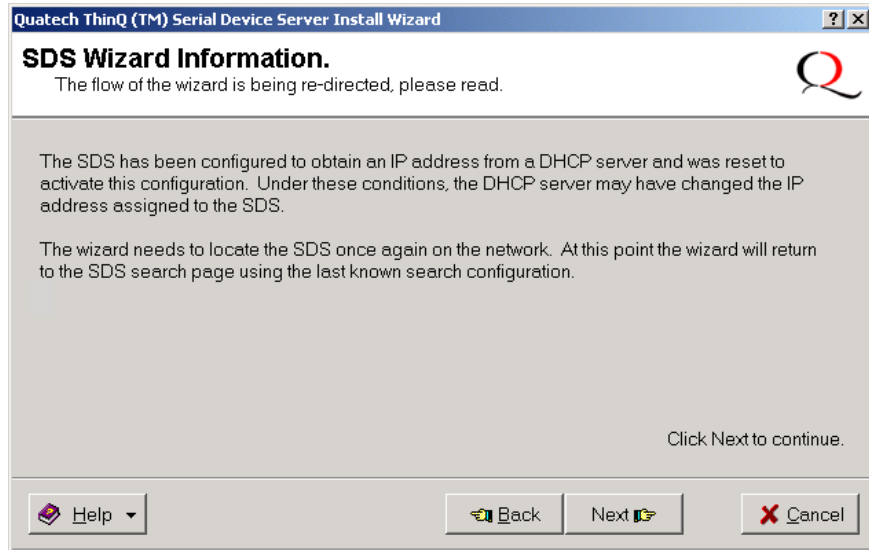 Quatech ThinQ (TM) Serial Device Server Install Wizard
SDS Wizard Information.
The flow of the wizard is being re-directed, please read.
The SDS has been configured to obtain an IP address from a DHCP server and was reset to
activate this configuration. Under these conditions, the DHCP server may have changed the IP
address assigned to the SDS.
The wizard needs to locate the SDS once again on the network. At this point the wizard will return
to the SDS search page using the last known search configuration.
Click Next to continue.
Help
Back
Next
Cancel